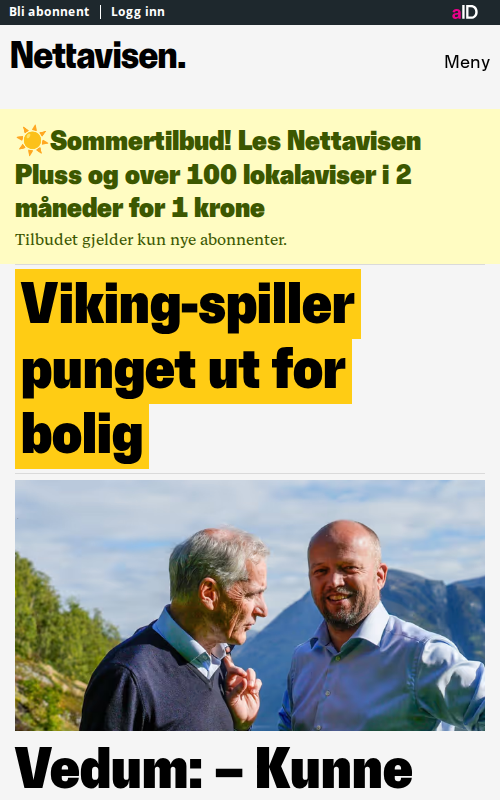 Bli abonnent | Logg inn
aID
Nettavisen.
Meny
☀️Sommertilbud! Les Nettavisen
Pluss og over 100 lokalaviser i 2
måneder for 1 krone
Tilbudet gjelder kun nye abonnenter.
Viking-spiller
punget ut for
bolig
Vedum: – Kunne